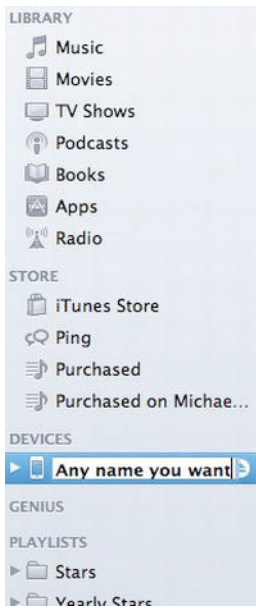 LIBRARY
Music
Movies
TV Shows
Podcasts
Books
Apps
Radio
STORE
iTunes Store
Ping
Purchased
Purchased on Michae...
DEVICES
Any name you want
GENIUS
PLAYLISTS
Stars
Yearly Stars